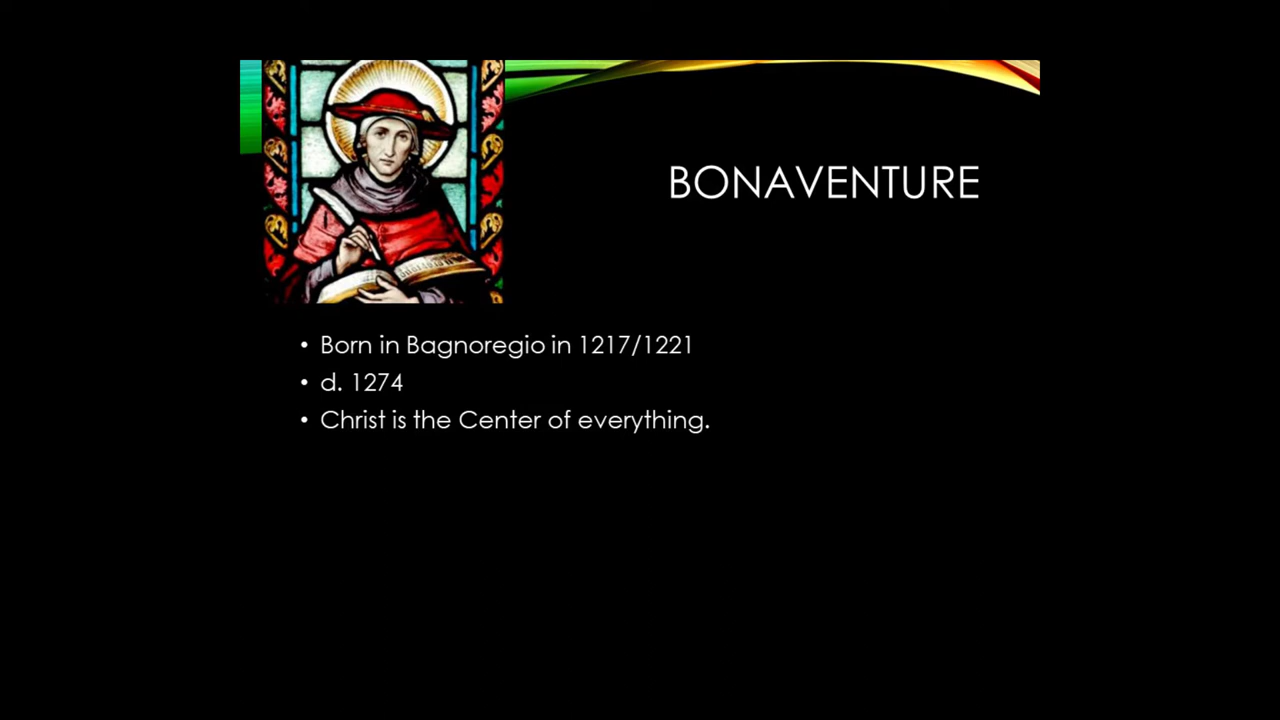 BONAVENTURE
• Born in Bagnoregio in 1217/1221
• d. 1274
• Christ is the Center of everything.